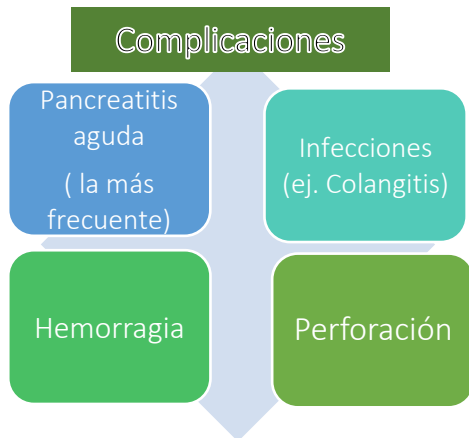 Complicaciones
Pancreatitis
aguda
( la más
frecuente)
Infecciones
(ej. Colangitis)
Hemorragia
Perforación